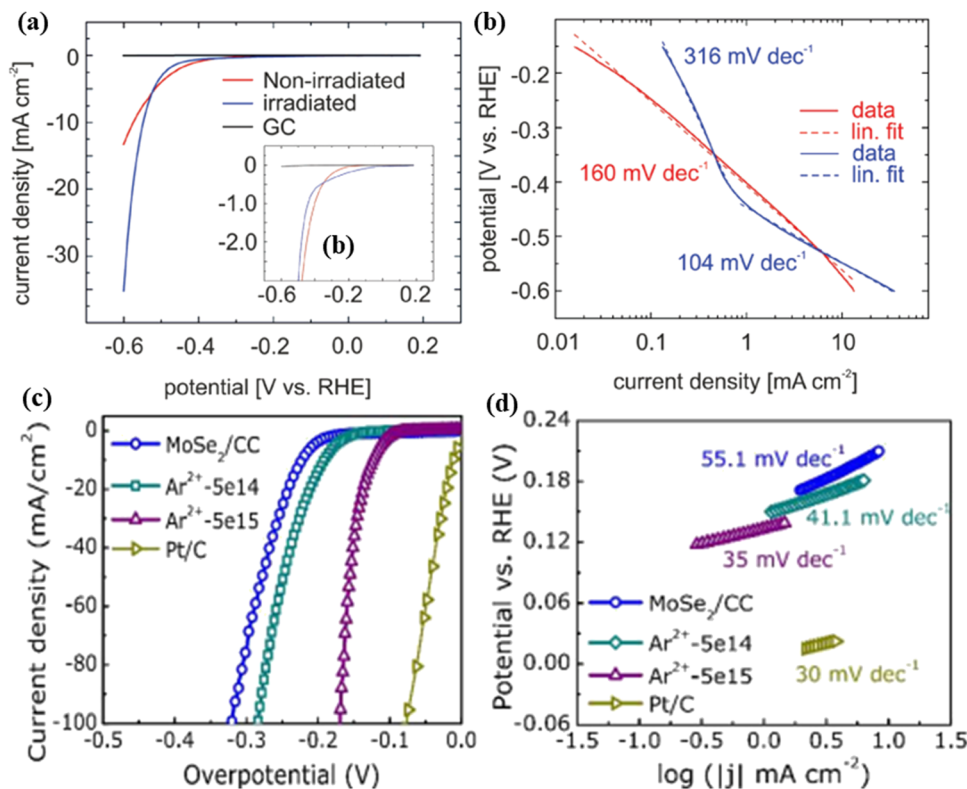 (a)
0
-5
-10
-15
-20
-25
-30
current density [mA cm⁻²]
Non-irradiated
irradiated
GC
0
-1.0
-2.0
(b)
-0.6
-0.2
0.2
-0.6
-0.4
-0.2
0.0
0.2
potential [V vs. RHE]
(b)
-0.2
-0.3
-0.4
-0.5
-0.6
potential [V vs. RHE]
316 mV dec⁻¹
160 mV dec⁻¹
104 mV dec⁻¹
data
lin. fit
data
lin. fit
0.01
0.1
1
10
current density [mA cm⁻²]
(c)
0
-20
-40
-60
-80
-100
Current density (mA/cm²)
MoSe₂/CC
Ar²⁺-5e14
Ar²⁺-5e15
Pt/C
-0.5
-0.4
-0.3
-0.2
-0.1
0.0
Overpotential (V)
(d)
0.24
0.18
0.12
0.06
0.00
-0.06
Potential vs. RHE (V)
55.1 mV dec⁻¹
41.1 mV dec⁻¹
35 mV dec⁻¹
MoSe₂/CC
Ar²⁺-5e14
Ar²⁺-5e15
Pt/C
30 mV dec⁻¹
-1.5
-1.0
-0.5
0.0
0.5
1.0
1.5
log (|j| mA cm⁻²)